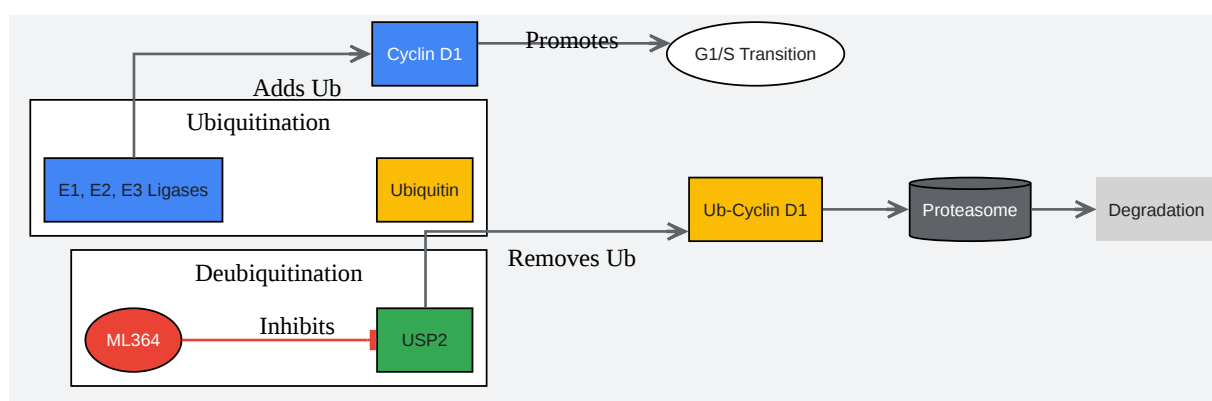 Cyclin D1
Promotes
G1/S Transition
Adds Ub
Ubiquitination
E1, E2, E3 Ligases
Ubiquitin
Ub-Cyclin D1
Proteasome
Degradation
Removes Ub
Deubiquitination
Inhibits
ML364
USP2